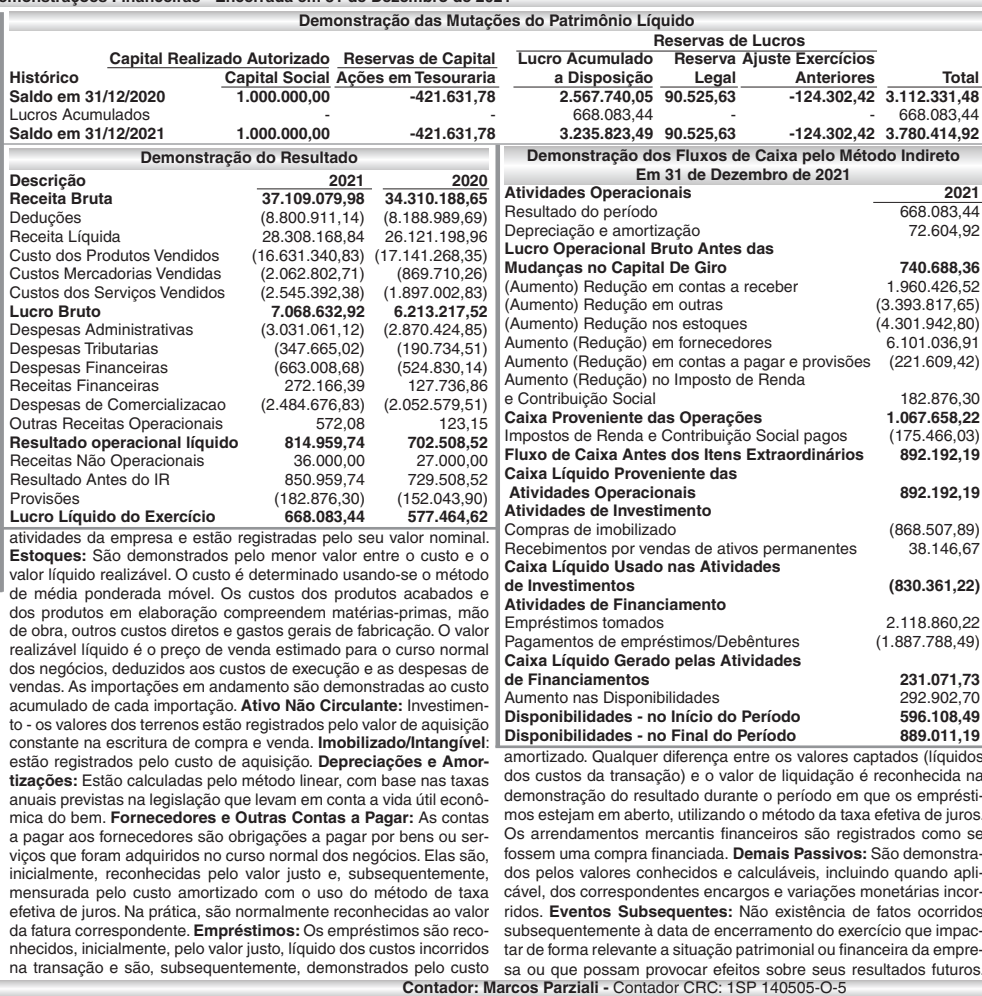 Demonstrações Financeiras - Encerrada em 31 de Dezembro de 2021
Demonstração das Mutações do Patrimônio Líquido
Reservas de Lucros
Capital Realizado Autorizado Reservas de Capital Lucro Acumulado Reserva Ajuste Exercícios
Histórico Capital Social Ações em Tesouraria a Disposição Legal Anteriores Total
Saldo em 31/12/2020 1.000.000,00 -421.631,78 2.567.740,05 90.525,63 -124.302,42 3.112.331,48
Lucros Acumulados - - 668.083,44 - - 668.083,44
Saldo em 31/12/2021 1.000.000,00 -421.631,78 3.235.823,49 90.525,63 -124.302,42 3.780.414,92
Demonstração do Resultado
Descrição 2021 2020
Receita Bruta 37.109.079,98 34.310.188,65
Deduções (8.800.911,14) (8.188.989,69)
Receita Líquida 28.308.168,84 26.121.198,96
Custo dos Produtos Vendidos (16.631.340,83) (17.141.268,35)
Custos Mercadorias Vendidas (2.062.802,71) (869.710,26)
Custos dos Serviços Vendidos (2.545.392,38) (1.897.002,83)
Lucro Bruto 7.068.632,92 6.213.217,52
Despesas Administrativas (3.031.061,12) (2.870.424,85)
Despesas Tributarias (347.665,02) (190.734,51)
Despesas Financeiras (663.008,68) (524.830,14)
Receitas Financeiras 272.166,39 127.736,86
Despesas de Comercializacao (2.484.676,83) (2.052.579,51)
Outras Receitas Operacionais 572,08 123,15
Resultado operacional líquido 814.959,74 702.508,52
Receitas Não Operacionais 36.000,00 27.000,00
Resultado Antes do IR 850.959,74 729.508,52
Provisões (182.876,30) (152.043,90)
Lucro Líquido do Exercício 668.083,44 577.464,62
atividades da empresa e estão registradas pelo seu valor nominal.
Estoques: São demonstrados pelo menor valor entre o custo e o
valor líquido realizável. O custo é determinado usando-se o método
de média ponderada móvel. Os custos dos produtos acabados e
dos produtos em elaboração compreendem matérias-primas, mão
de obra, outros custos diretos e gastos gerais de fabricação. O valor
realizável líquido é o preço de venda estimado para o curso normal
dos negócios, deduzidos aos custos de execução e as despesas de
vendas. As importações em andamento são demonstradas ao custo
acumulado de cada importação. Ativo Não Circulante: Investimen-
to - os valores dos terrenos estão registrados pelo valor de aquisição
constante na escritura de compra e venda. Imobilizado/Intangível:
estão registrados pelo custo de aquisição. Depreciações e Amor-
tizações: Estão calculadas pelo método linear, com base nas taxas
anuais previstas na legislação que levam em conta a vida útil econô-
mica do bem. Fornecedores e Outras Contas a Pagar: As contas
a pagar aos fornecedores são obrigações a pagar por bens ou ser-
viços que foram adquiridos no curso normal dos negócios. Elas são,
inicialmente, reconhecidas pelo valor justo e, subsequentemente,
mensurada pelo custo amortizado com o uso do método de taxa
efetiva de juros. Na prática, são normalmente reconhecidas ao valor
da fatura correspondente. Empréstimos: Os empréstimos são reco-
nhecidos, inicialmente, pelo valor justo, líquido dos custos incorridos
na transação e são, subsequentemente, demonstrados pelo custo
Demonstração dos Fluxos de Caixa pelo Método Indireto
Em 31 de Dezembro de 2021
Atividades Operacionais 2021
Resultado do período 668.083,44
Depreciação e amortização 72.604,92
Lucro Operacional Bruto Antes das
Mudanças no Capital De Giro 740.688,36
(Aumento) Redução em contas a receber 1.960.426,52
(Aumento) Redução em outras (3.393.817,65)
(Aumento) Redução nos estoques (4.301.942,80)
Aumento (Redução) em fornecedores 6.101.036,91
Aumento (Redução) em contas a pagar e provisões (221.609,42)
Aumento (Redução) no Imposto de Renda
e Contribuição Social 182.876,30
Caixa Proveniente das Operações 1.067.658,22
Impostos de Renda e Contribuição Social pagos (175.466,03)
Fluxo de Caixa Antes dos Itens Extraordinários 892.192,19
Caixa Líquido Proveniente das
Atividades Operacionais 892.192,19
Atividades de Investimento
Compras de imobilizado (868.507,89)
Recebimentos por vendas de ativos permanentes 38.146,67
Caixa Líquido Usado nas Atividades
de Investimentos (830.361,22)
Atividades de Financiamento
Empréstimos tomados 2.118.860,22
Pagamentos de empréstimos/Debêntures (1.887.788,49)
Caixa Líquido Gerado pelas Atividades
de Financiamentos 231.071,73
Aumento nas Disponibilidades 292.902,70
Disponibilidades - no Início do Período 596.108,49
Disponibilidades - no Final do Período 889.011,19
amortizado. Qualquer diferença entre os valores captados (líquidos
dos custos da transação) e o valor de liquidação é reconhecida na
demonstração do resultado durante o período em que os emprésti-
mos estejam em aberto, utilizando o método da taxa efetiva de juros.
Os arrendamentos mercantis financeiros são registrados como se
fossem uma compra financiada. Demais Passivos: São demonstra-
dos pelos valores conhecidos e calculáveis, incluindo quando apli-
cável, dos correspondentes encargos e variações monetárias incor-
ridos. Eventos Subsequentes: Não existência de fatos ocorridos
subsequentemente à data de encerramento do exercício que impac-
tar de forma relevante a situação patrimonial ou financeira da empre-
sa ou que possam provocar efeitos sobre seus resultados futuros.
Contador: Marcos Parziali - Contador CRC: 1SP 140505-O-5